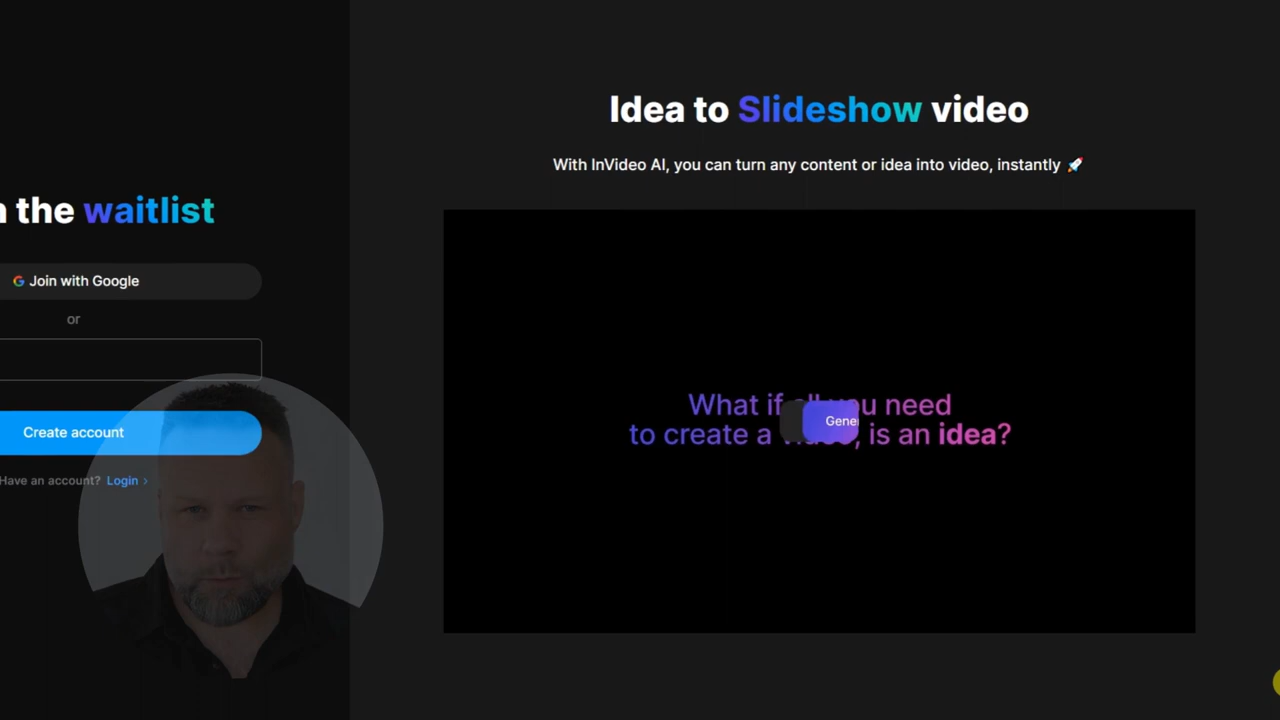 Idea to Slideshow video
With InVideo AI, you can turn any content or idea into video, instantly 🚀
the waitlist
Join with Google
or
Create account
Have an account? Login ›
What if you need
to create a is an idea?